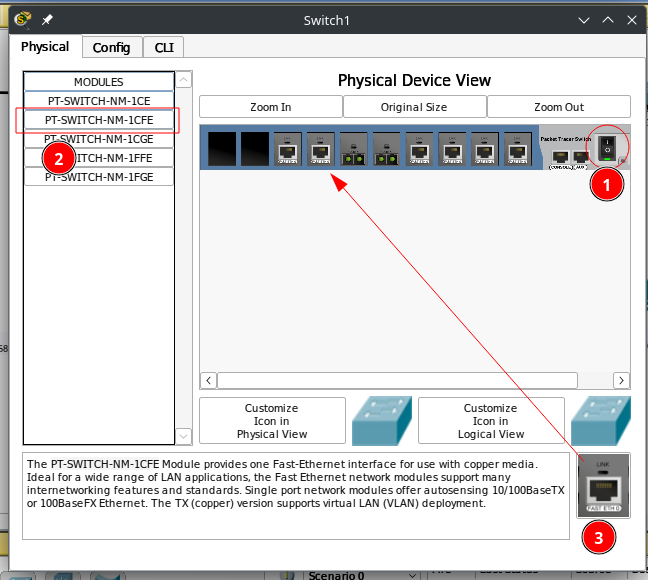 Switch1
Physical Config CLI
MODULES
PT-SWITCH-NM-1CE
PT-SWITCH-NM-1CFE
PT-SWITCH-NM-1CGE
-SWITCH-NM-1FFE
PT-SWITCH-NM-1FGE
2
Physical Device View
Zoom In Original Size Zoom Out
Packet Tracer Switch
CONSOLE AUX
1
Customize
Icon in
Physical View
Customize
Icon in
Logical View
The PT-SWITCH-NM-1CFE Module provides one Fast-Ethernet interface for use with copper media.
Ideal for a wide range of LAN applications, the Fast Ethernet network modules support many
internetworking features and standards. Single port network modules offer autosensing 10/100BaseTX
or 100BaseFX Ethernet. The TX (copper) version supports virtual LAN (VLAN) deployment.
LINK
FAST ETH 0
3
Scenario 0